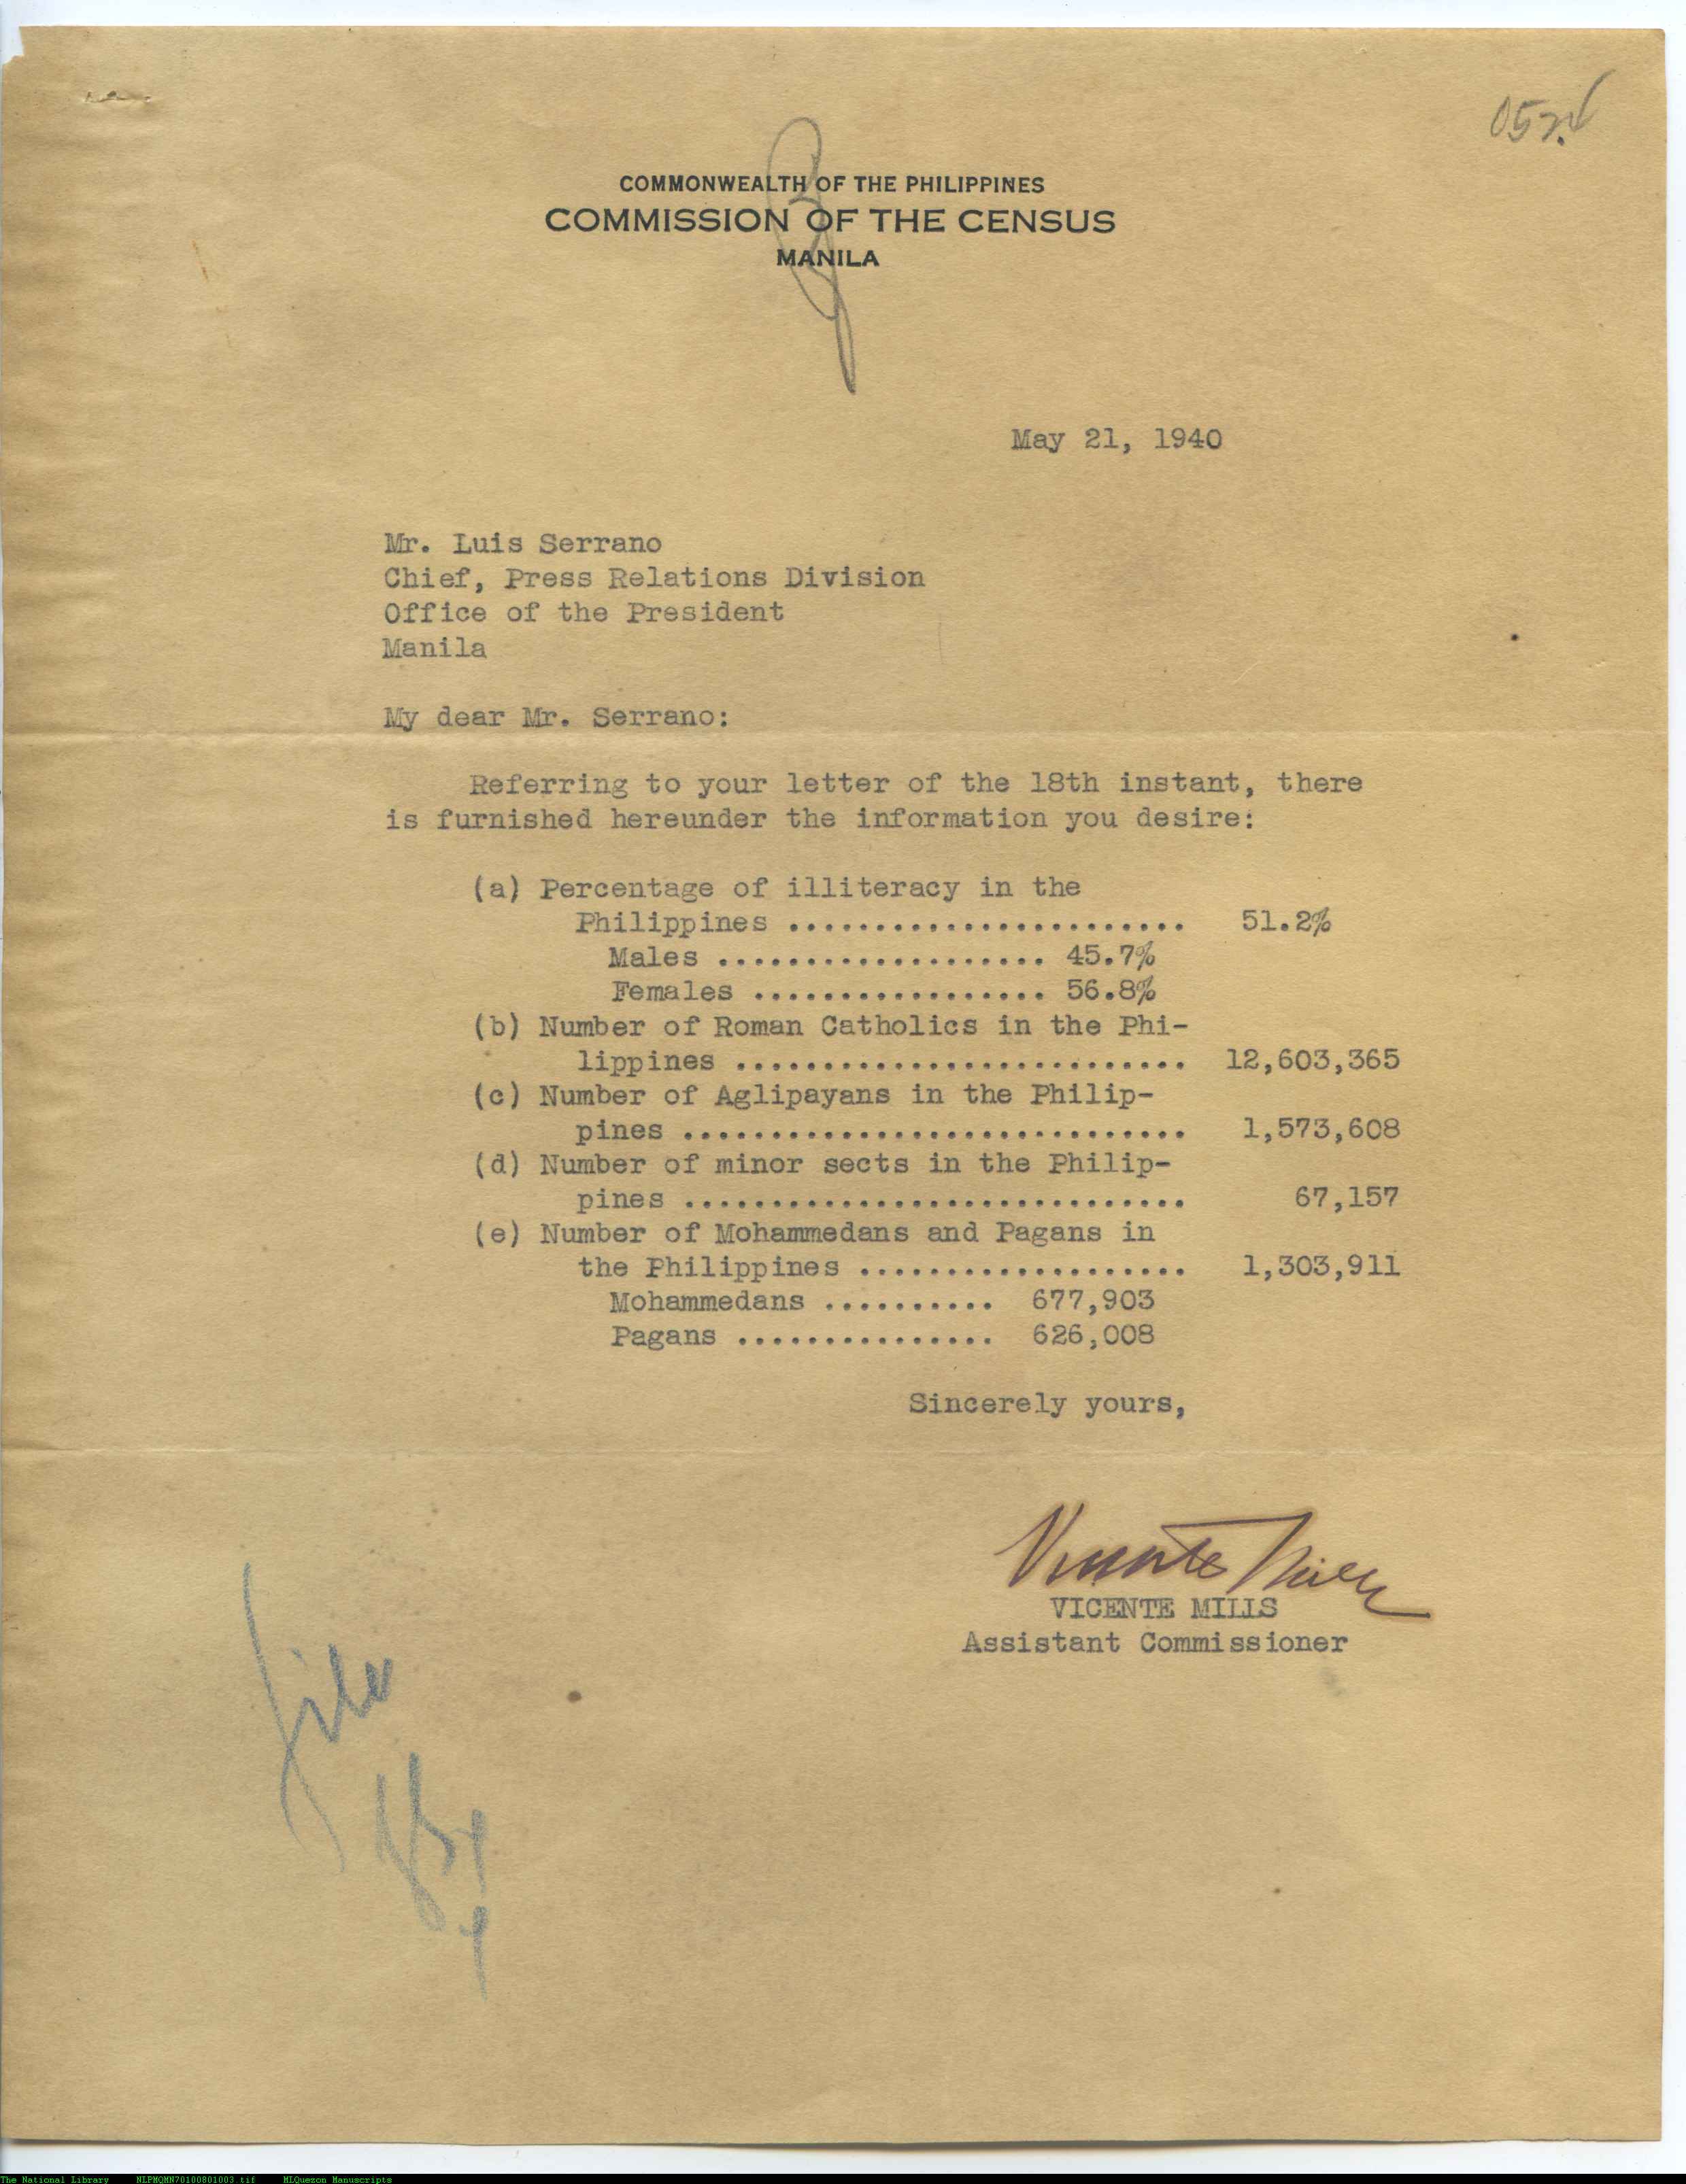 COMMONWEALTH OF THE PHILIPPINES
COMMISSION OF THE CENSUS
MANILA
May 21, 1940
Mr. Luis Serrano
Chief, Press Relations Division
Office of the President
Manila
My dear Mr. Serrano:
Referring to your letter of the 18th instant, there
is furnished hereunder the information you desire:
(a) Percentage of illiteracy in the
Philippines ....................... 51.2%
Males ................... 45.7%
Females ................. 56.8%
(b) Number of Roman Catholics in the Phi-
lippines .......................... 12,603,365
(c) Number of Aglipayans in the Philip-
pines ............................. 1,573,608
(d) Number of minor sects in the Philip-
pines ............................. 67,157
(e) Number of Mohammedans and Pagans in
the Philippines ................... 1,303,911
Mohammedans .......... 677,903
Pagans ............... 626,008
Sincerely yours,
Vicente Mills
VICENTE MILLS
Assistant Commissioner
file
The National Library NLPMQMN70100801003.tif MLQuezon Manuscripts